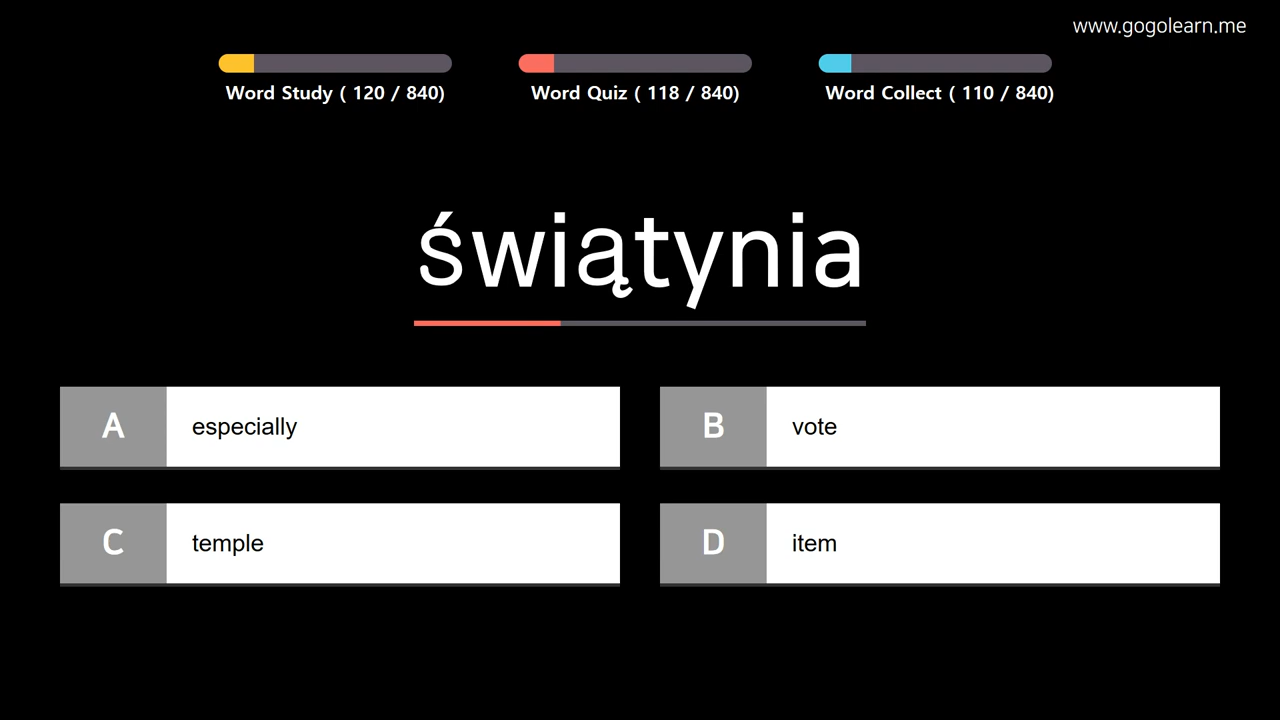 www.gogolearn.me
Word Study ( 120 / 840)
Word Quiz ( 118 / 840)
Word Collect ( 110 / 840)
świątynia
A especially
B vote
C temple
D item